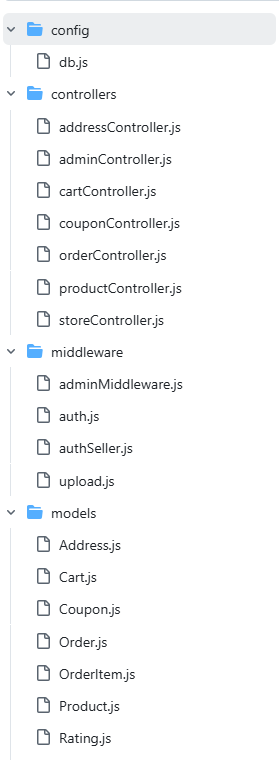 config
db.js
controllers
addressController.js
adminController.js
cartController.js
couponController.js
orderController.js
productController.js
storeController.js
middleware
adminMiddleware.js
auth.js
authSeller.js
upload.js
models
Address.js
Cart.js
Coupon.js
Order.js
OrderItem.js
Product.js
Rating.js